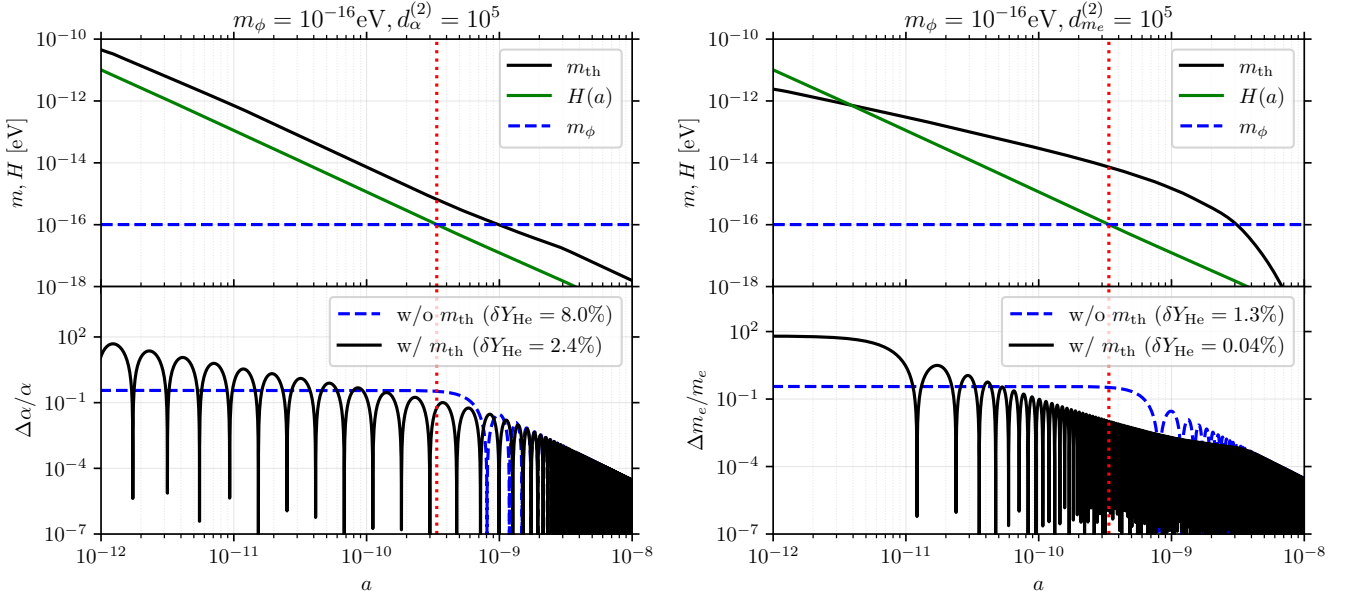 m_ϕ = 10^{-16}eV, d_α^{(2)} = 10^5
10^{-10}
10^{-12}
10^{-14}
10^{-16}
10^{-18}
m, H [eV]
m_th
H(a)
m_ϕ
10^2
10^{-1}
10^{-4}
10^{-7}
Δα/α
w/o m_th (δY_He = 8.0%)
w/ m_th (δY_He = 2.4%)
10^{-12}
10^{-11}
10^{-10}
10^{-9}
10^{-8}
a
m_ϕ = 10^{-16}eV, d_{m_e}^{(2)} = 10^5
10^{-10}
10^{-12}
10^{-14}
10^{-16}
10^{-18}
m, H [eV]
m_th
H(a)
m_ϕ
10^2
10^{-1}
10^{-4}
10^{-7}
Δm_e/m_e
w/o m_th (δY_He = 1.3%)
w/ m_th (δY_He = 0.04%)
10^{-12}
10^{-11}
10^{-10}
10^{-9}
10^{-8}
a